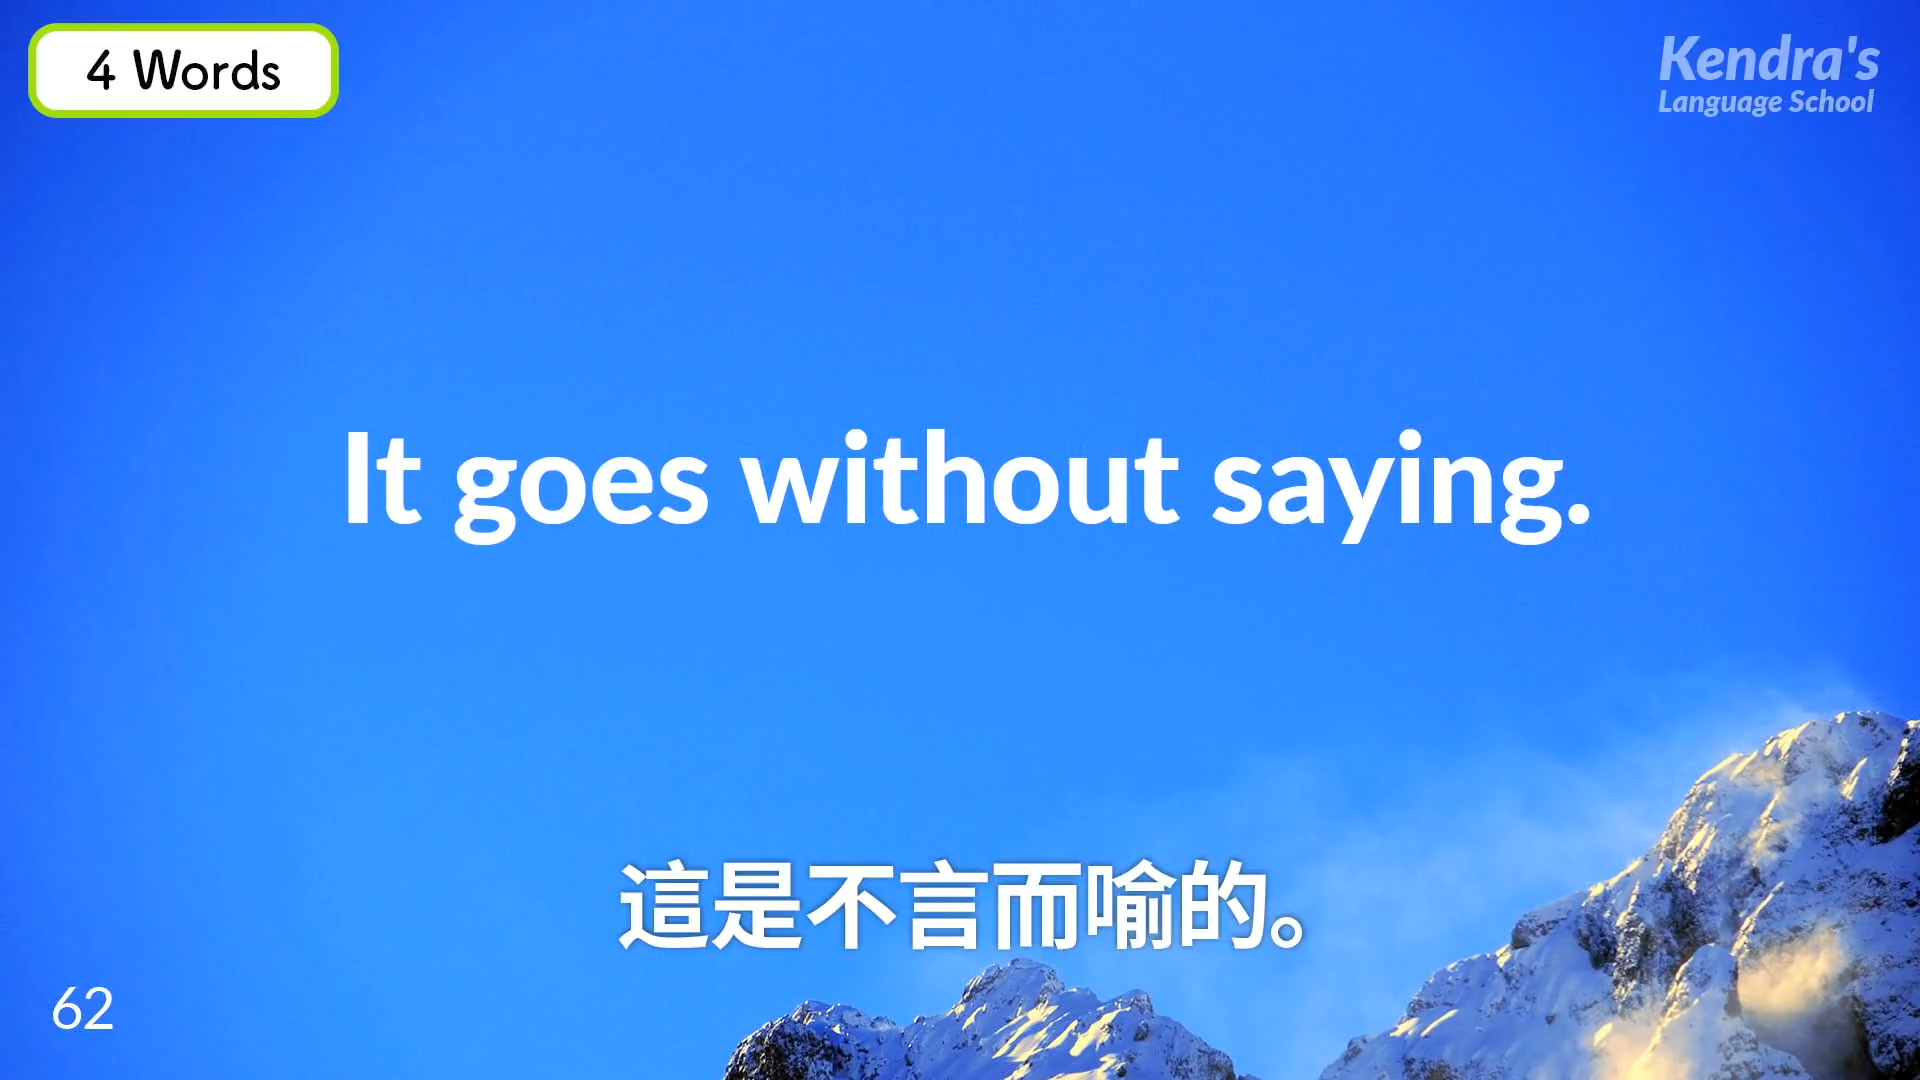 4 Words
Kendra's
Language School
It goes without saying.
這是不言而喻的。
62